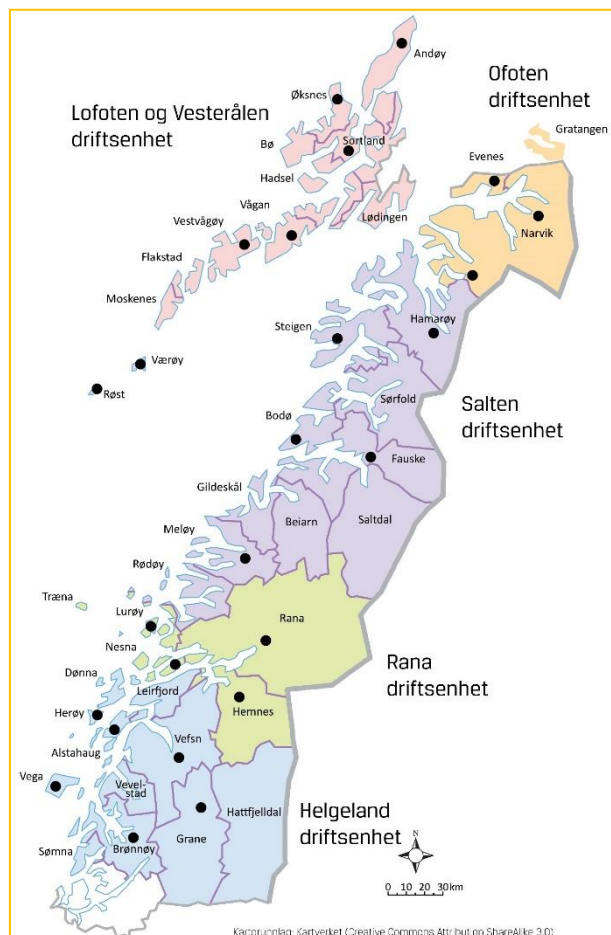 Andøy
Ofoten
driftsenhet
Øksnes
Lofoten og Vesterålen
driftsenhet
Gratangen
Bø
Sortland
Evenes
Hadsel
Vågan
Lødingen
Narvik
Vestvågøy
Flakstad
Moskenes
Steigen
Hamarøy
Værøy
Røst
Sørfold
Salten
driftsenhet
Bodø
Fauske
Gildeskål
Beiarn
Saltdal
Meløy
Rødøy
Træna
Lurøy
Rana
Nesna
Rana
driftsenhet
Dønna
Leirfjord
Hemnes
Herøy
Vefsn
Alstahaug
Vega
Vevel-
stad
Hattfjelldal
Helgeland
driftsenhet
Grane
Brønnøy
Sømna
N
0 10 20 30km
Kartgrunnlag: Kartverket (Creative Commons Attribution ShareAlike 3.0)